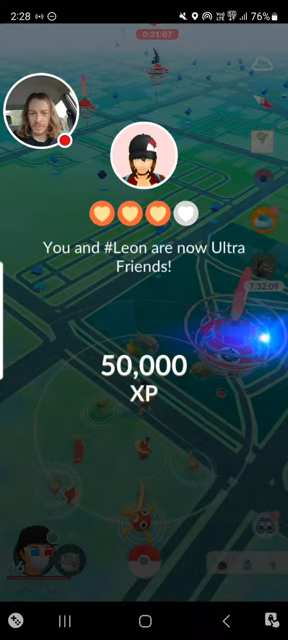 2:28
76%
0:31:07
You and #Leon are now Ultra
Friends!
7:32:09
50,000
XP